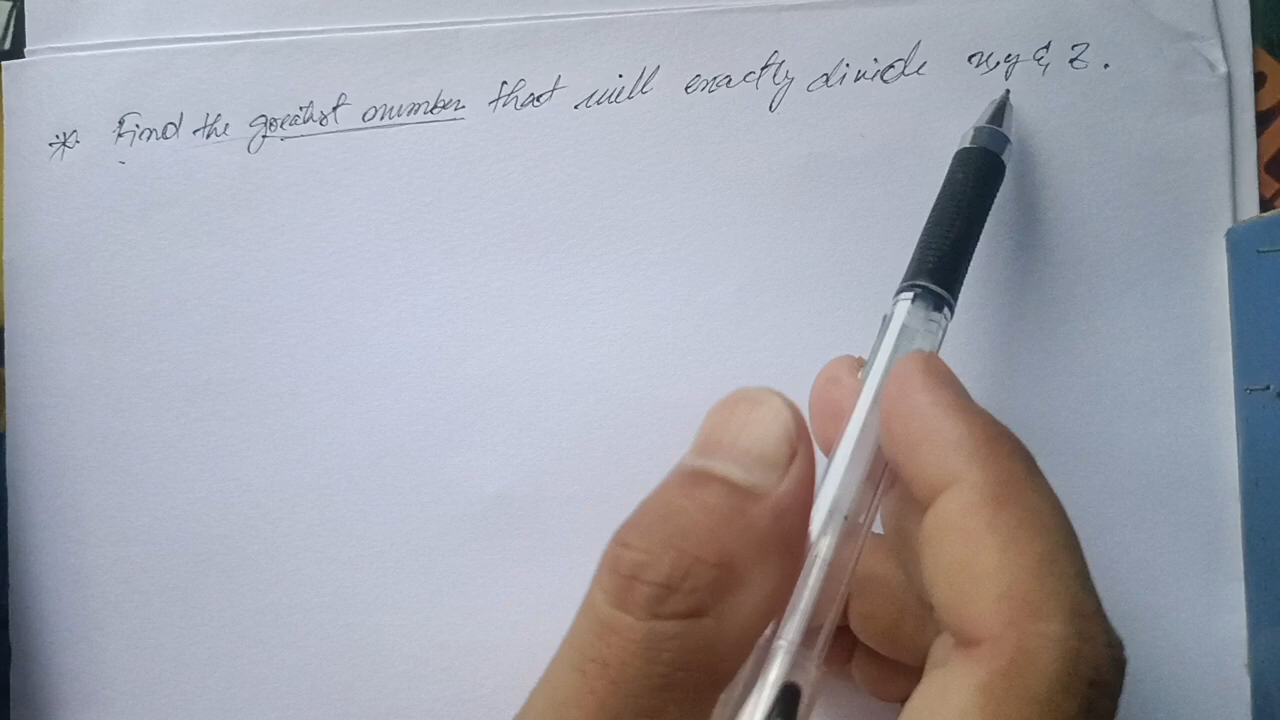 * Find the greatest number that will exactly divide x, y & z.